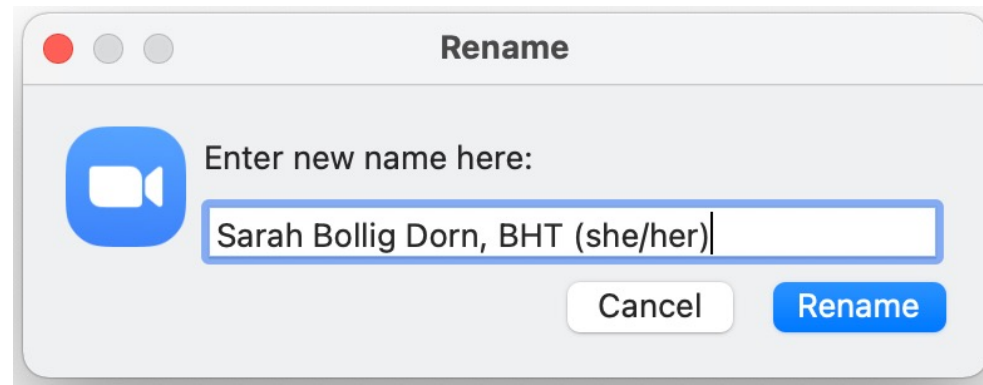 Rename
Enter new name here:
Sarah Bollig Dorn, BHT (she/her)
Cancel Rename